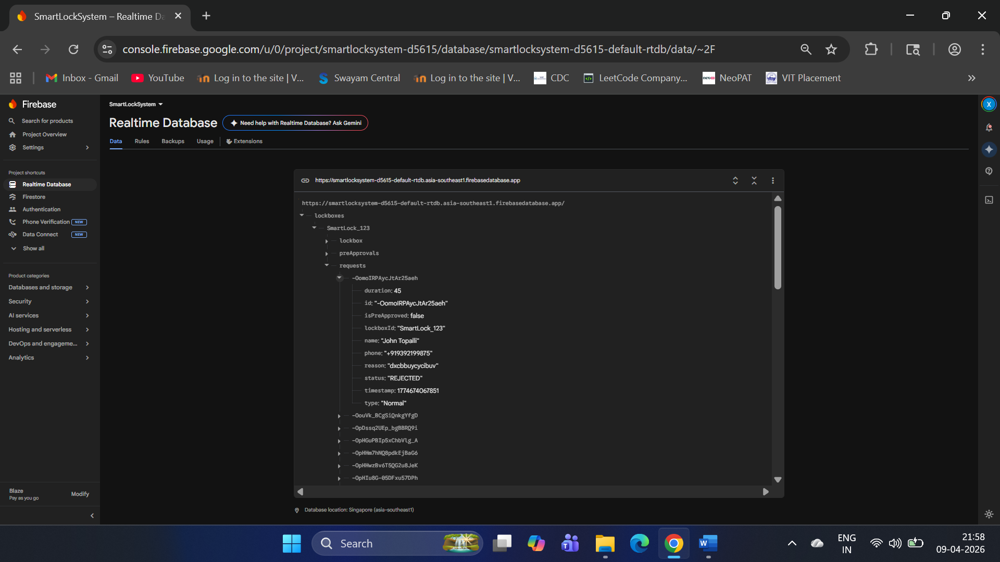 SmartLockSystem – Realtime Da
console.firebase.google.com/u/0/project/smartlocksystem-d5615/database/smartlocksystem-d5615-default-rtdb/data/~2F
Inbox - Gmail YouTube Log in to the site | V... Swayam Central Log in to the site | V... CDC LeetCode Company... NeoPAT VIT Placement
Firebase
Search for products
Project Overview
Settings
Project shortcuts
Realtime Database
Firestore
Authentication
Phone Verification NEW
Data Connect NEW
Show all
Product categories
Databases and storage
Security
AI services
Hosting and serverless
DevOps and engageme...
Analytics
Blaze
Pay as you go
Modify
SmartLockSystem
Realtime Database
Need help with Realtime Database? Ask Gemini
Data Rules Backups Usage Extensions
https://smartlocksystem-d5615-default-rtdb.asia-southeast1.firebasedatabase.app
https://smartlocksystem-d5615-default-rtdb.asia-southeast1.firebasedatabase.app/
lockboxes
SmartLock_123
lockbox
preApprovals
requests
-OomoIRPAycJtAr25aeh
duration: 45
id: "-OomoIRPAycJtAr25aeh"
isPreApproved: false
lockboxId: "SmartLock_123"
name: "John Topalli"
phone: "+919392199875"
reason: "dxcbbuycycibuv"
status: "REJECTED"
timestamp: 1774674067851
type: "Normal"
-OouVk_BCgSiQnkgYfgD
-OpDssq2UEp_bgBBRQ9i
-OpHGuPBIp5xChbVlg_A
-OpHHm7hNQ8pdkEjBaG6
-OpHHwzBv6T5QG2u8JeK
-OpHIu8G-05DFxu57DPh
Database location: Singapore (asia-southeast1)
X
Search
ENG
IN
21:58
09-04-2026